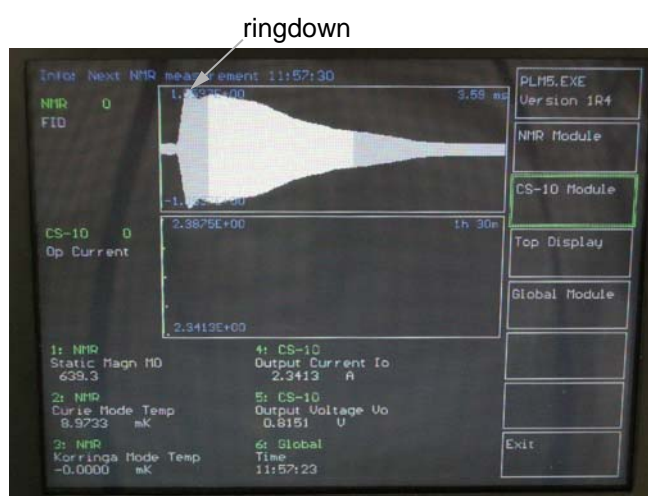 ringdown
Info: Next NMR measurement 11:57:30
NMR 0
FID
3.59 ms
CS-10 0
Op Current
2.3875E+00
1h 30m
2.3413E+00
1: NMR
Static Magn M0
639.3
2: NMR
Curie Mode Temp
8.9733 mK
3: NMR
Korringa Mode Temp
-0.0000 mK
4: CS-10
Output Current Io
2.3413 A
5: CS-10
Output Voltage Vo
0.8151 V
6: Global
Time
11:57:23
PLM5.EXE
Version 1R4
NMR Module
CS-10 Module
Top Display
Global Module
Exit